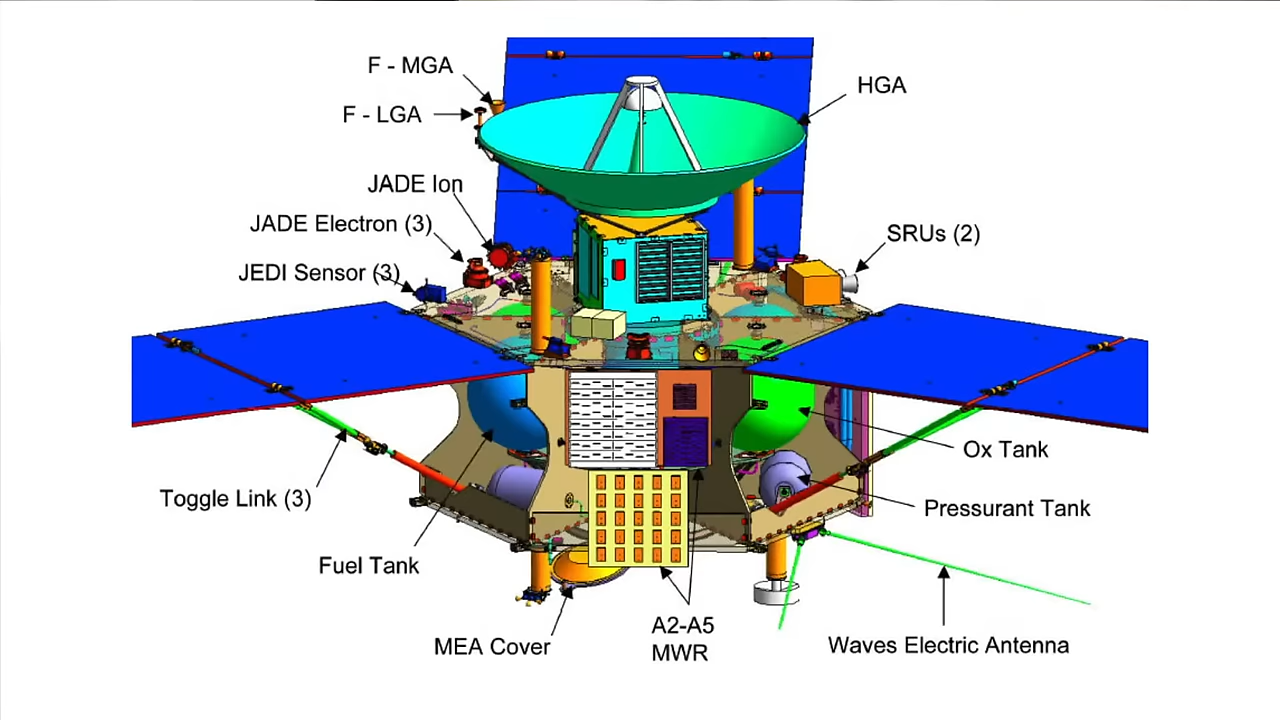 F - MGA
HGA
F - LGA
JADE Ion
JADE Electron (3)
SRUs (2)
JEDI Sensor (3)
Ox Tank
Toggle Link (3)
Pressurant Tank
Fuel Tank
A2-A5
MWR
MEA Cover
Waves Electric Antenna